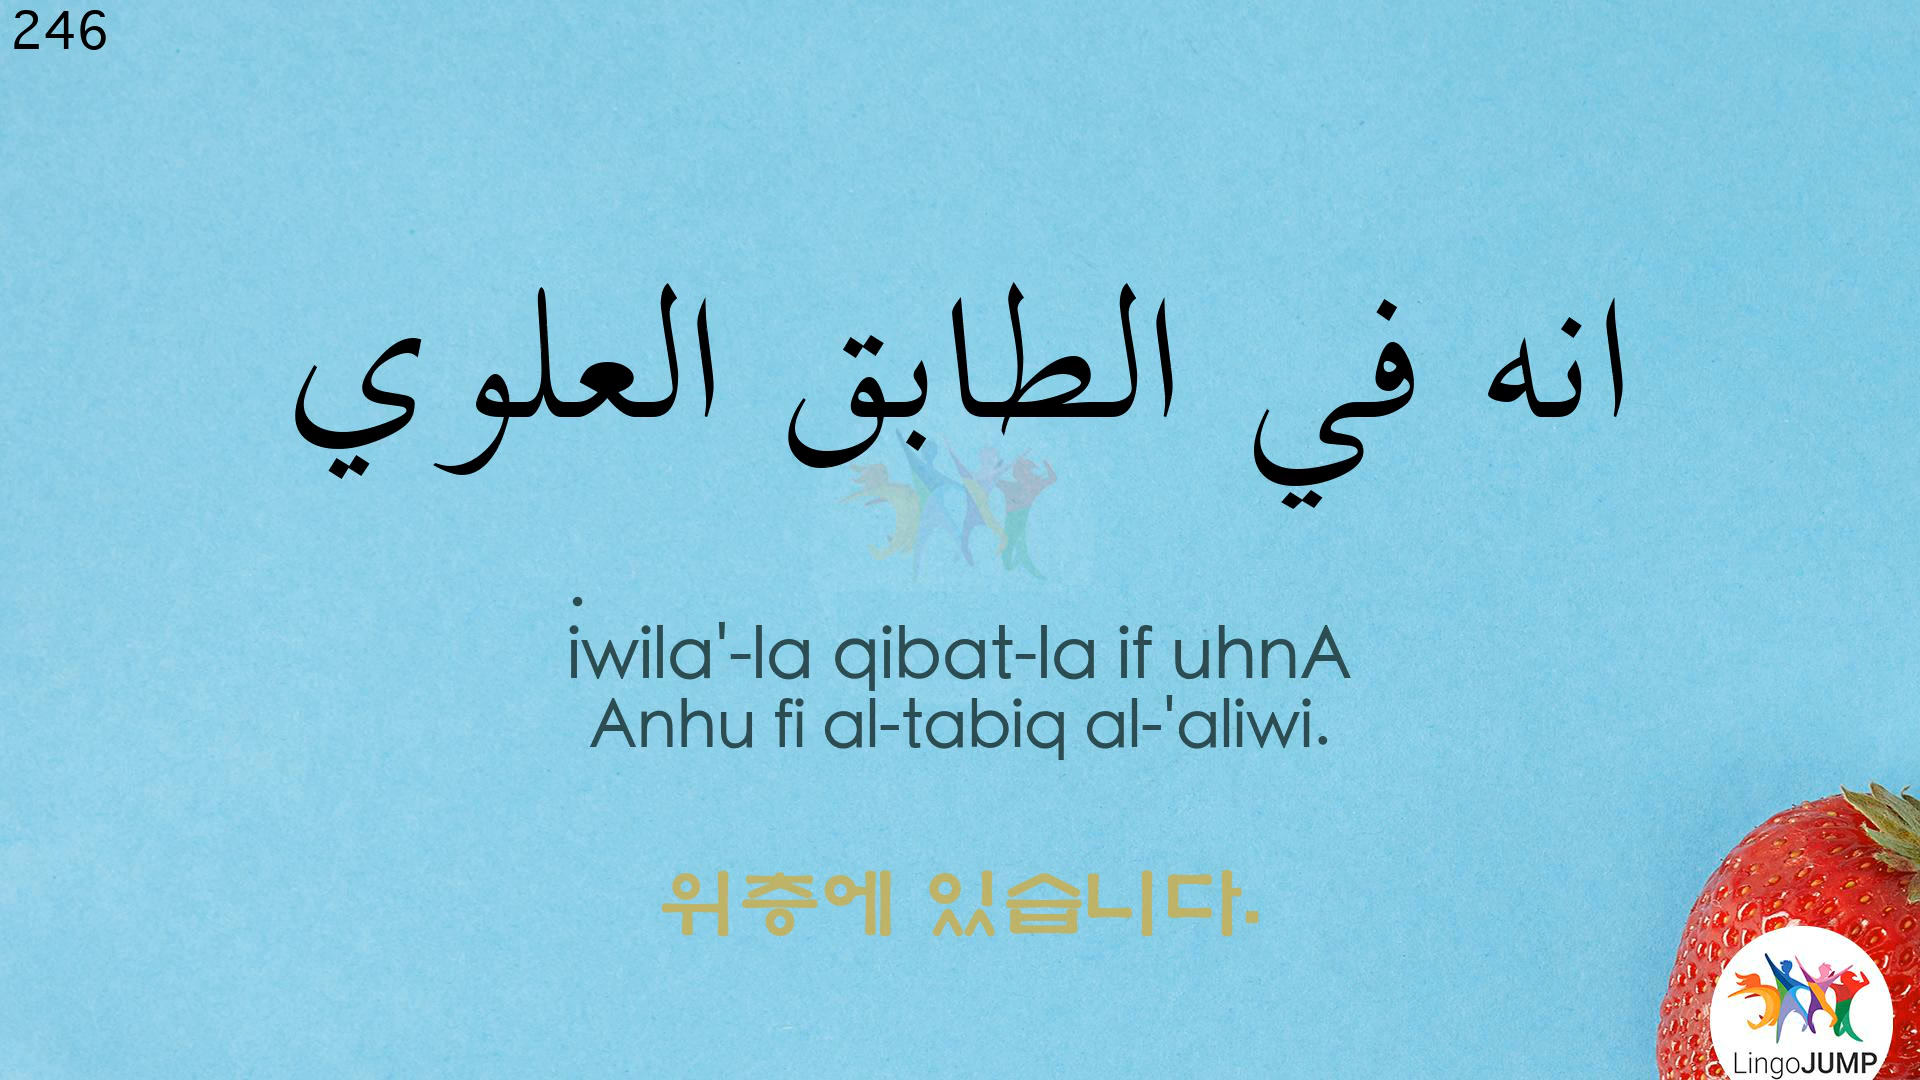 246
انه في الطابق العلوي
.
iwila'-la qibat-la if uhnA
Anhu fi al-tabiq al-'aliwi.
위층에 있습니다.
LingoJUMP